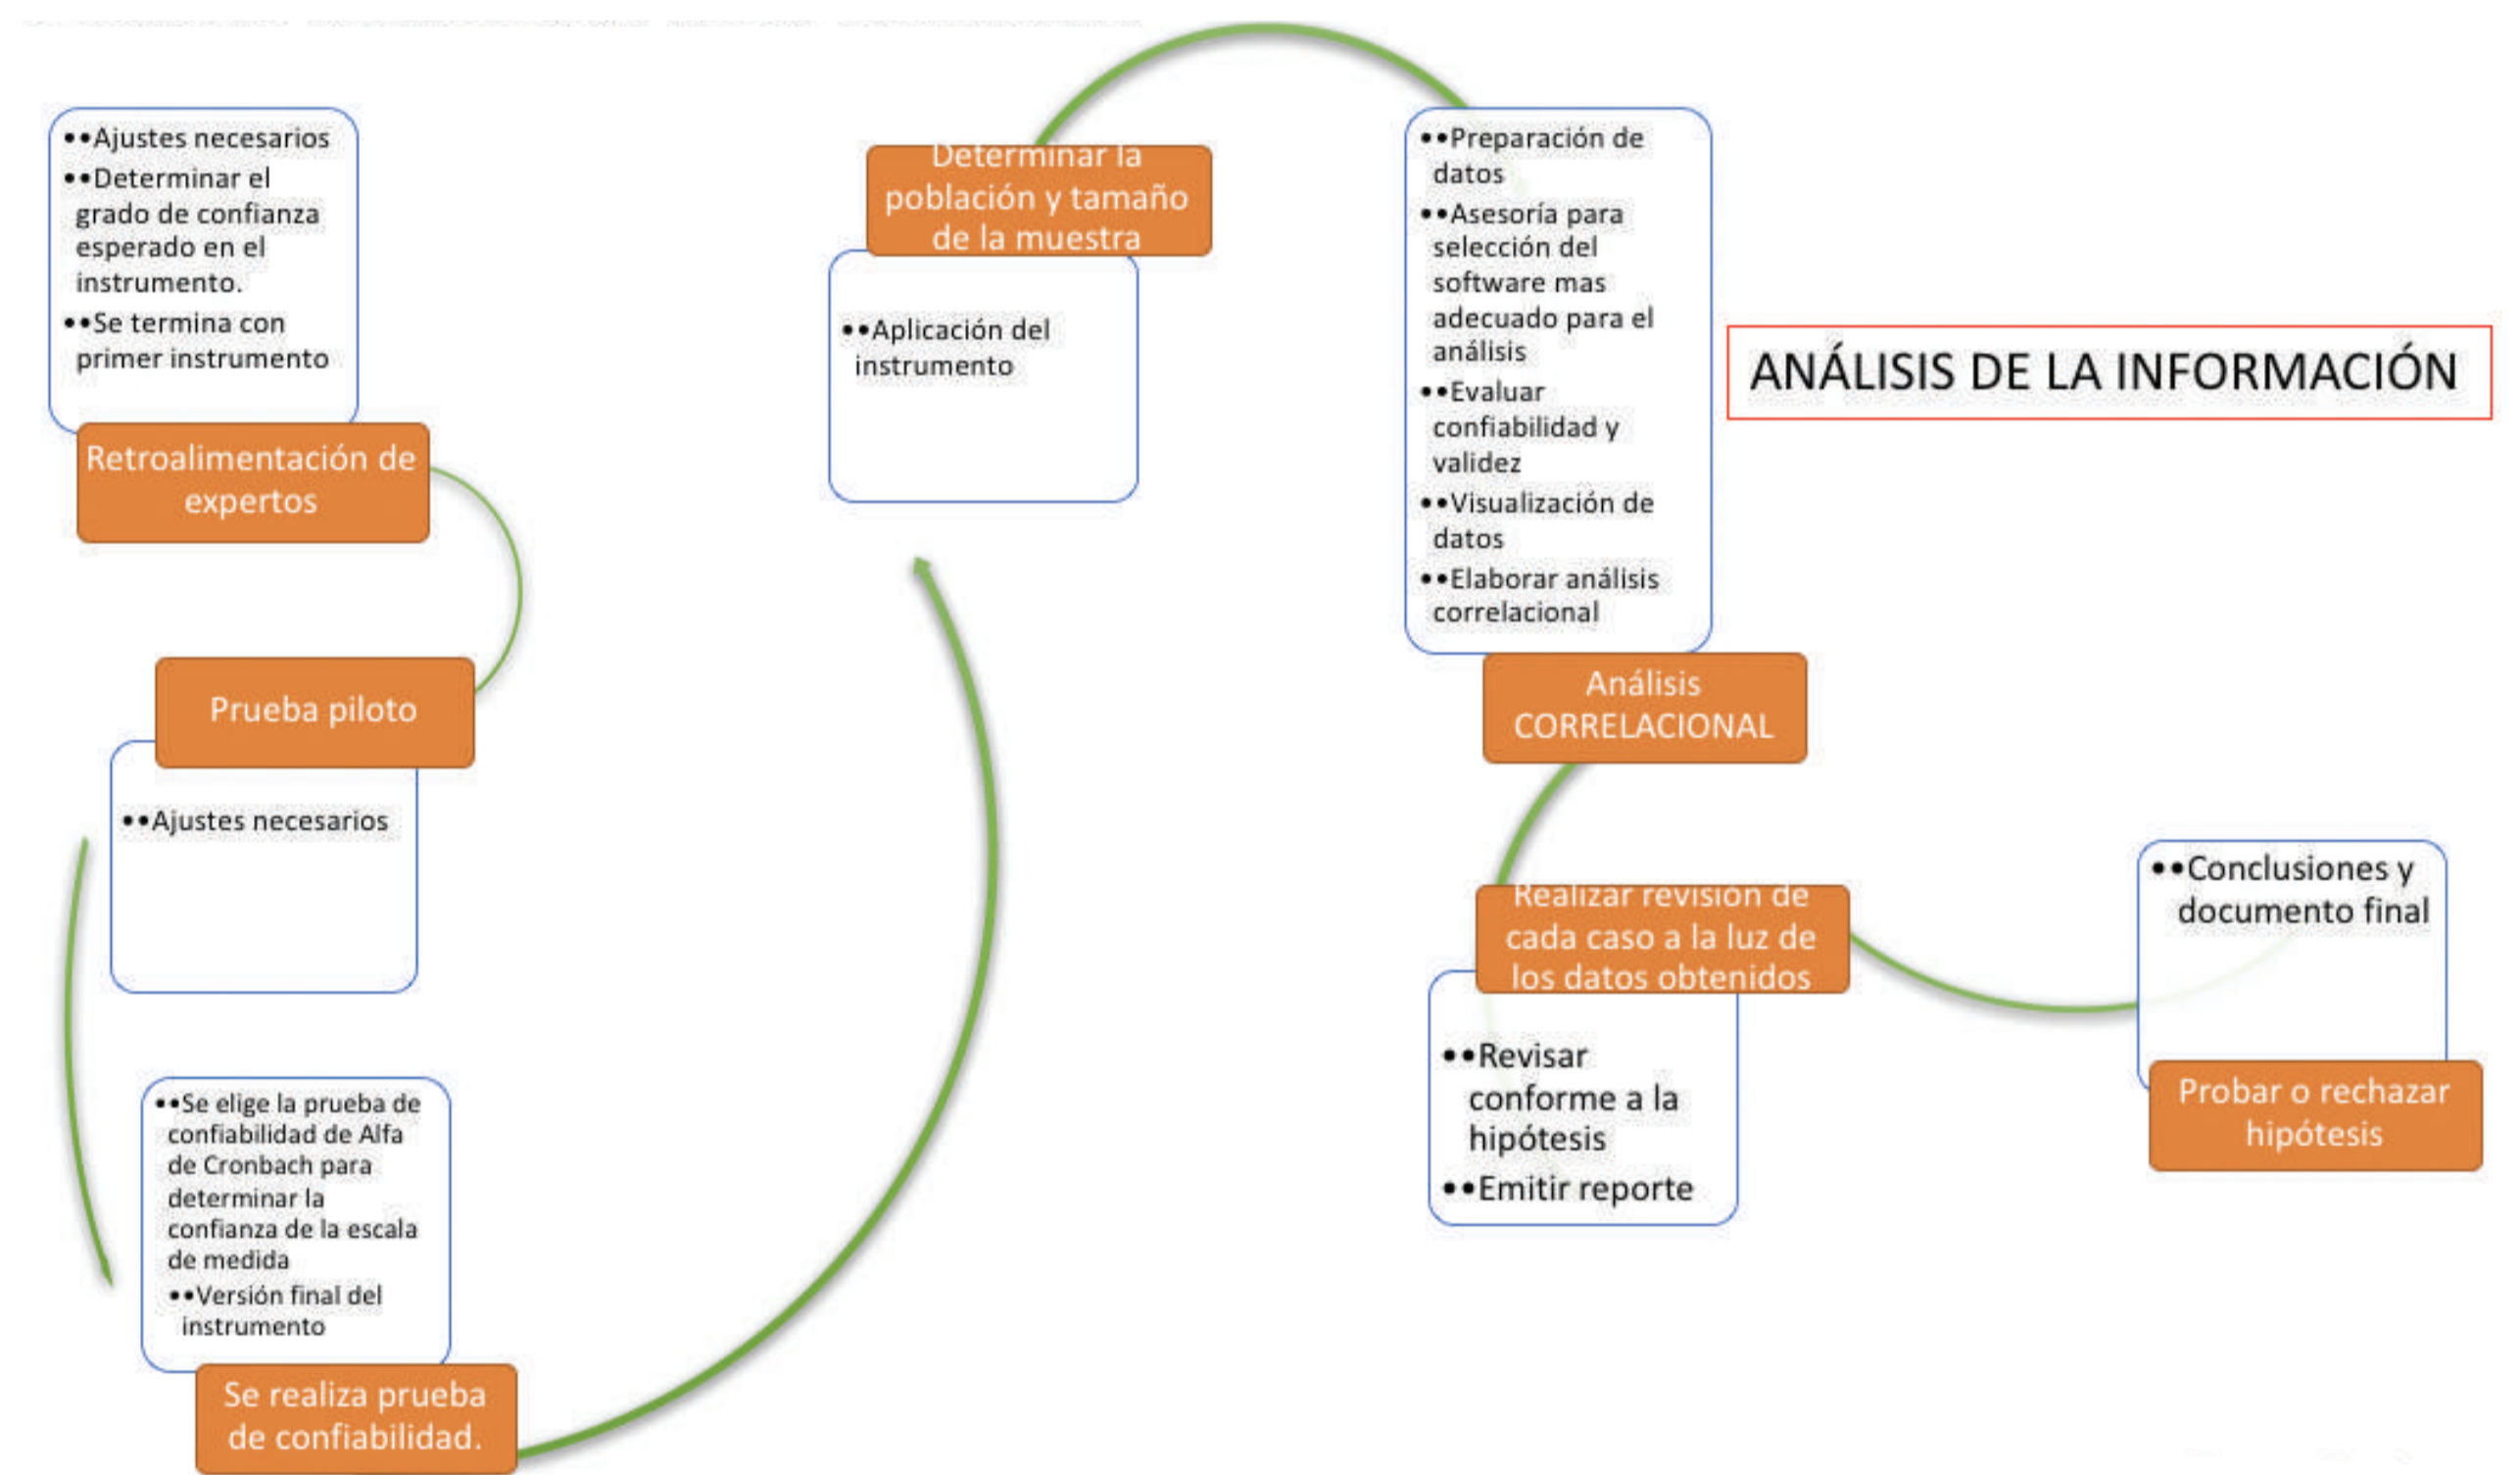 ••Ajustes necesarios
••Determinar el
grado de confianza
esperado en el
instrumento.
••Se termina con
primer instrumento
Retroalimentación de
expertos
Prueba piloto
••Ajustes necesarios
••Se elige la prueba de
confiabilidad de Alfa
de Cronbach para
determinar la
confianza de la escala
de medida
••Versión final del
instrumento
Se realiza prueba
de confiabilidad.
Determinar la
población y tamaño
de la muestra
••Aplicación del
instrumento
••Preparación de
datos
••Asesoría para
selección del
software mas
adecuado para el
análisis
••Evaluar
confiabilidad y
validez
••Visualización de
datos
••Elaborar análisis
correlacional
Análisis
CORRELACIONAL
ANÁLISIS DE LA INFORMACIÓN
Realizar revisión de
cada caso a la luz de
los datos obtenidos
••Revisar
conforme a la
hipótesis
••Emitir reporte
••Conclusiones y
documento final
Probar o rechazar
hipótesis